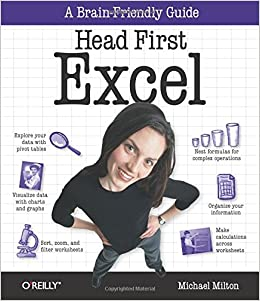 A Brain-Friendly Guide
Head First
Excel
Explore your
data with
pivot tables
Nest formulas for
complex operations
Visualize data
with charts
and graphs
Organize your
information
Sort, zoom, and
filter worksheets
Make
calculations
across
worksheets
O'REILLY®
Michael Milton